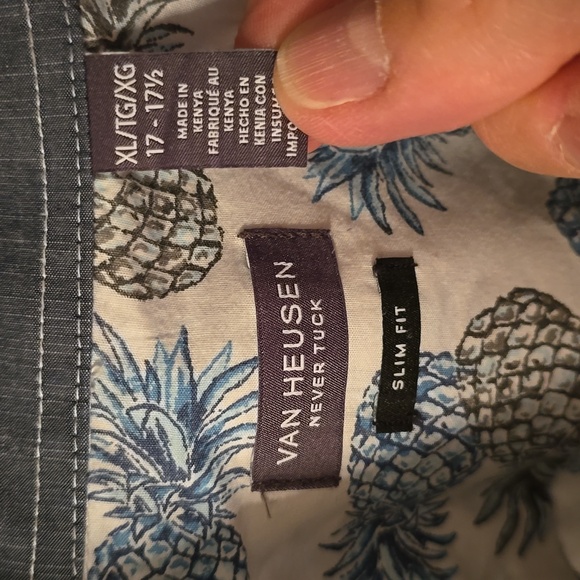 XL/TG/XG
17 - 17½
MADE IN
KENYA
FABRIQUÉ AU
KENYA
HECHO EN
KENIA CON
VAN HEUSEN
NEVER TUCK
SLIM FIT